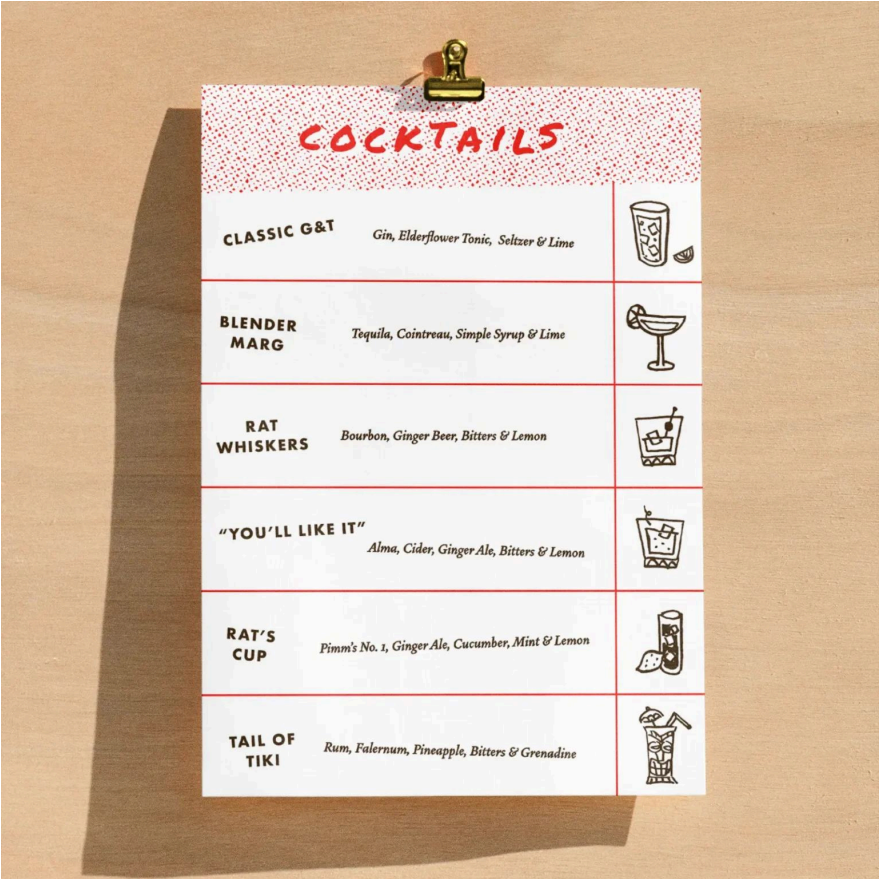 COCKTAILS
CLASSIC G&T
Gin, Elderflower Tonic, Seltzer & Lime
BLENDER
MARG
Tequila, Cointreau, Simple Syrup & Lime
RAT
WHISKERS
Bourbon, Ginger Beer, Bitters & Lemon
“YOU’LL LIKE IT”
Alma, Cider, Ginger Ale, Bitters & Lemon
RAT’S
CUP
Pimm’s No. 1, Ginger Ale, Cucumber, Mint & Lemon
TAIL OF
TIKI
Rum, Falernum, Pineapple, Bitters & Grenadine